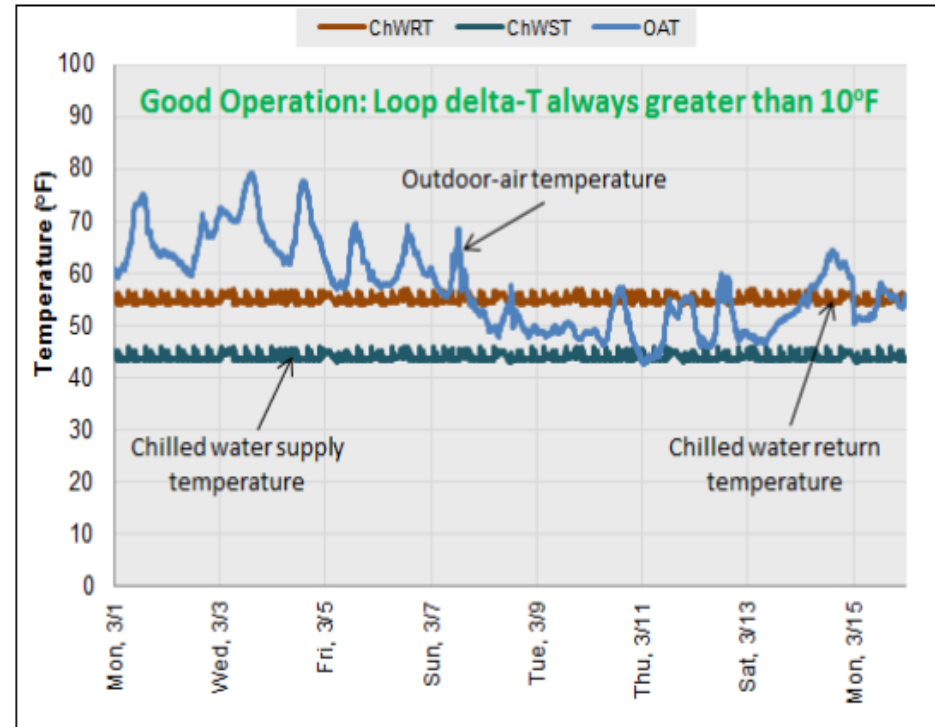 ChWRT ChWST OAT
Good Operation: Loop delta-T always greater than 10°F
Temperature (°F)
100
90
80
70
60
50
40
30
20
10
0
Outdoor-air temperature
Chilled water supply
temperature
Chilled water return
temperature
Mon, 3/1
Wed, 3/3
Fri, 3/5
Sun, 3/7
Tue, 3/9
Thu, 3/11
Sat, 3/13
Mon, 3/15